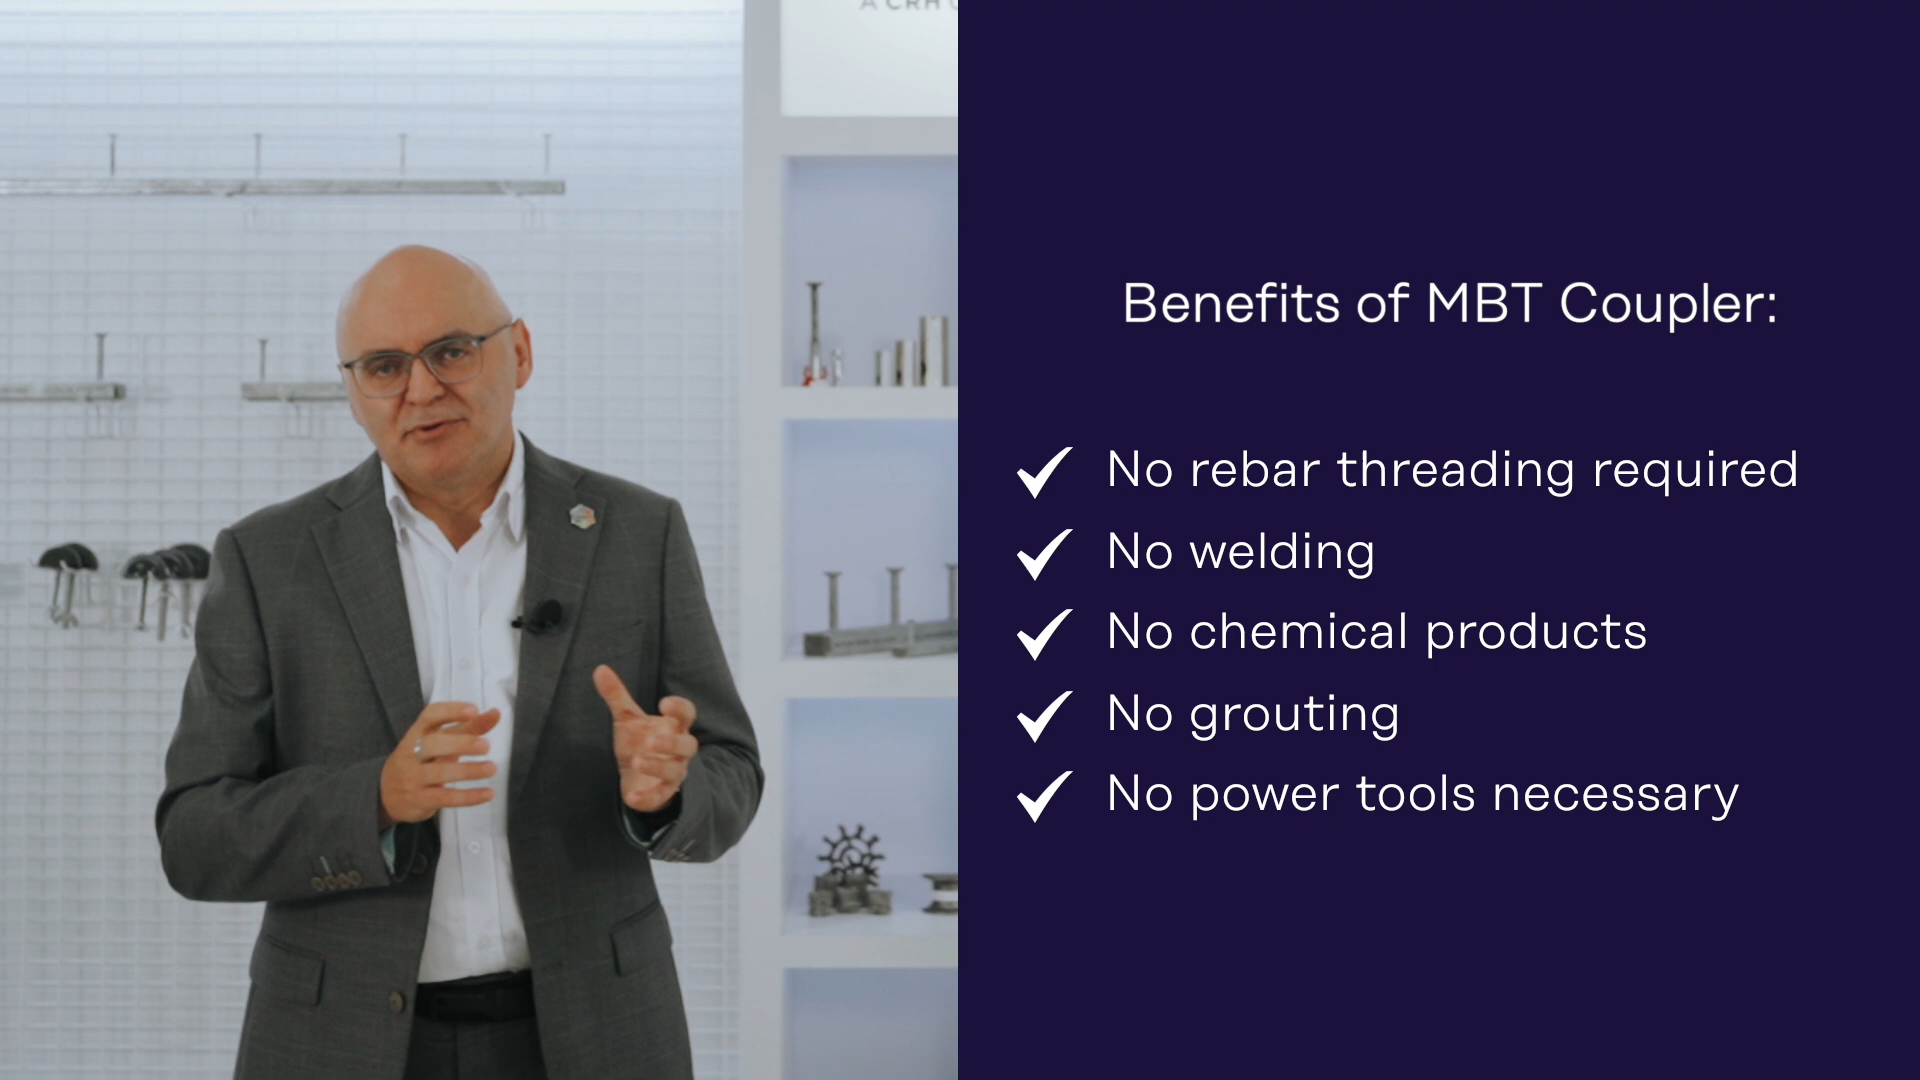 A CRH
Benefits of MBT Coupler:
No rebar threading required
No welding
No chemical products
No grouting
No power tools necessary